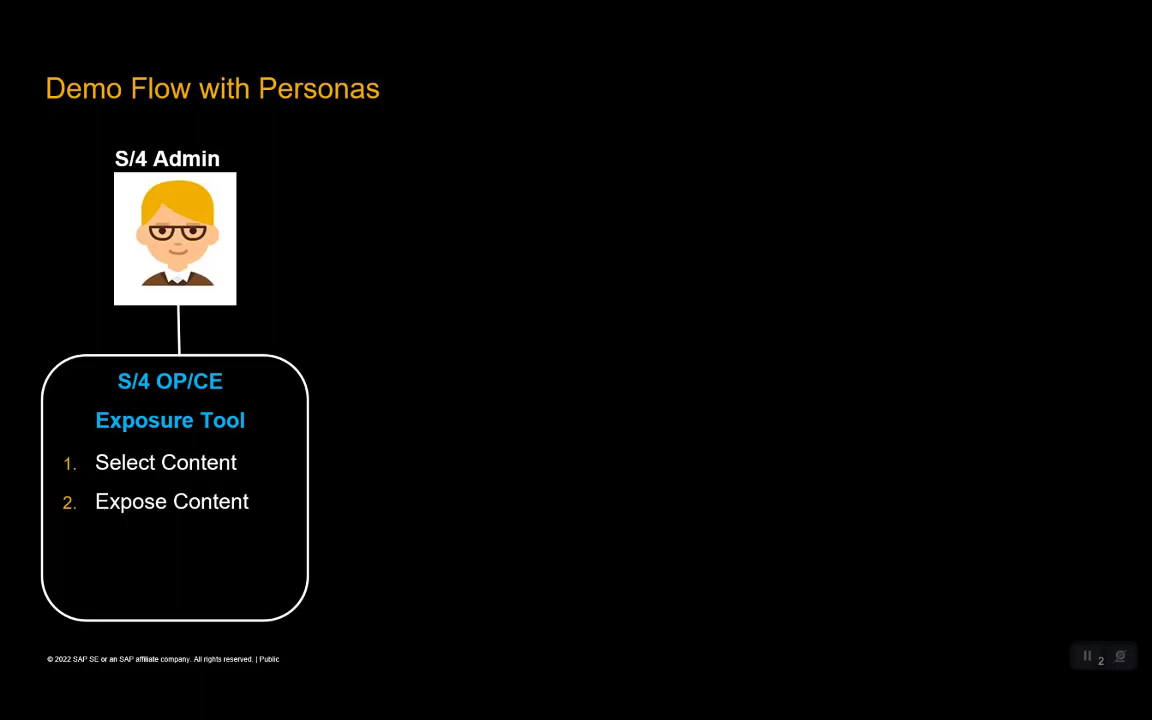 Demo Flow with Personas
S/4 Admin
S/4 OP/CE
Exposure Tool
1. Select Content
2. Expose Content
© 2022 SAP SE or an SAP affiliate company. All rights reserved. | Public
2